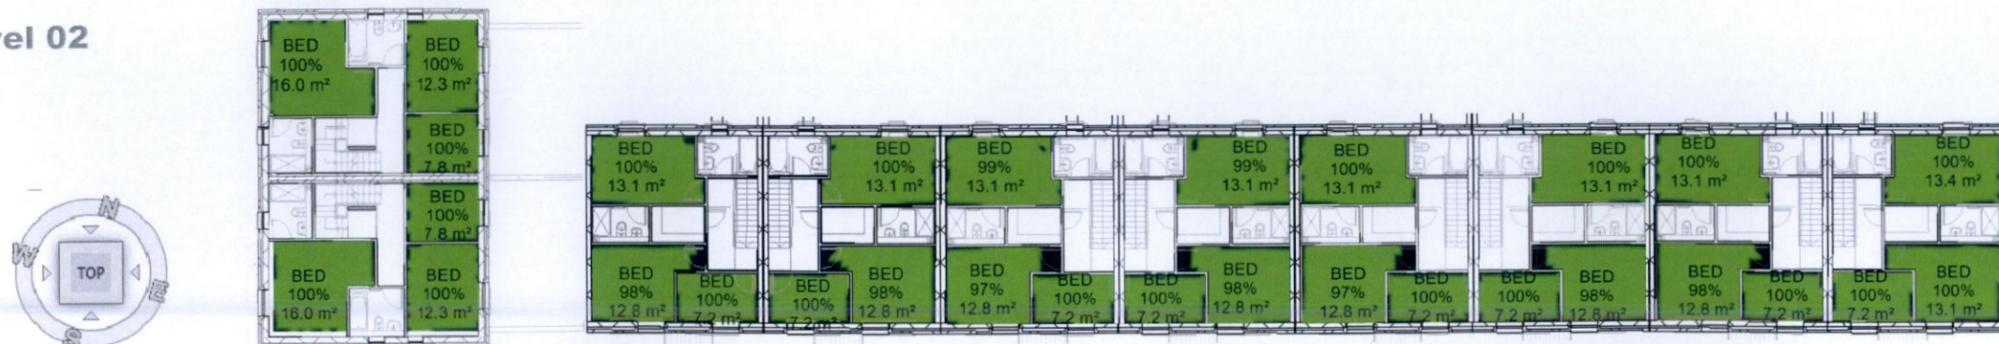 vel 02
BED
100%
16.0 m²
BED
100%
12.3 m²
BED
100%
7.8 m²
BED
100%
7.8 m²
BED
100%
16.0 m²
BED
100%
12.3 m²
N
W
TOP
E
S
BED
100%
13.1 m²
BED
100%
13.1 m²
BED
99%
13.1 m²
BED
99%
13.1 m²
BED
100%
13.1 m²
BED
100%
13.1 m²
BED
100%
13.1 m²
BED
100%
13.4 m²
BED
98%
12.8 m²
BED
100%
7.2 m²
BED
100%
7.2 m²
BED
98%
12.8 m²
BED
97%
12.8 m²
BED
100%
7.2 m²
BED
100%
7.2 m²
BED
98%
12.8 m²
BED
97%
12.8 m²
BED
100%
7.2 m²
BED
100%
7.2 m²
BED
98%
12.8 m²
BED
98%
12.8 m²
BED
100%
7.2 m²
BED
100%
7.2 m²
BED
100%
13.1 m²